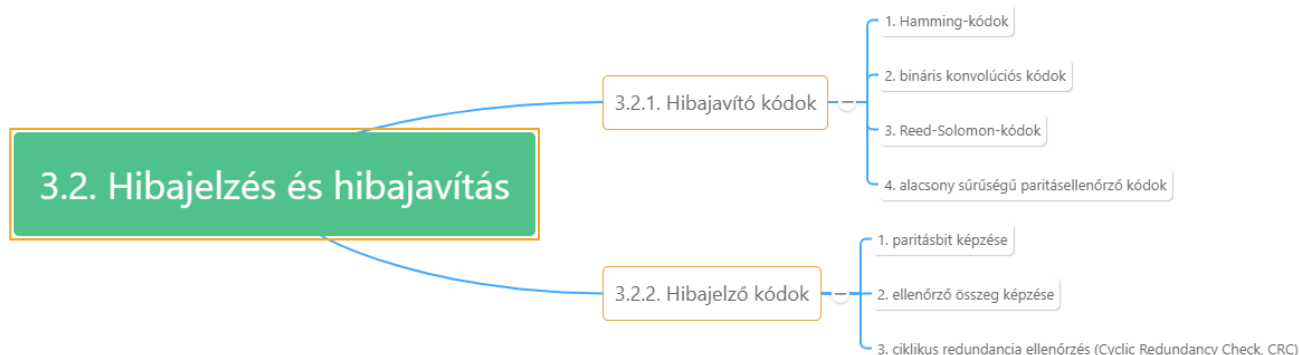 3.2. Hibajelzés és hibajavítás
3.2.1. Hibajavító kódok
1. Hamming-kódok
2. bináris konvolúciós kódok
3. Reed-Solomon-kódok
4. alacsony sűrűségű paritásellenőrző kódok
3.2.2. Hibajelző kódok
1. paritásbit képzése
2. ellenőrző összeg képzése
3. ciklikus redundancia ellenőrzés (Cyclic Redundancy Check, CRC)